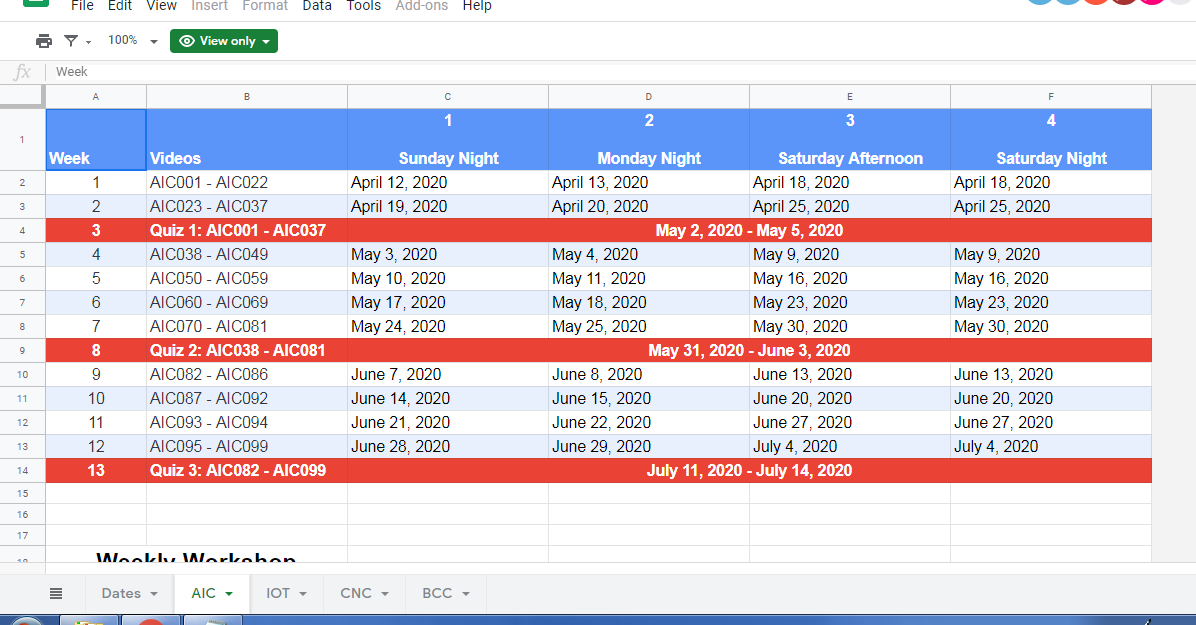 File Edit View Insert Format Data Tools Add-ons Help
100% View only
fx Week
A B C D E F
1 2 3 4
1 Week Videos Sunday Night Monday Night Saturday Afternoon Saturday Night
2 1 AIC001 - AIC022 April 12, 2020 April 13, 2020 April 18, 2020 April 18, 2020
3 2 AIC023 - AIC037 April 19, 2020 April 20, 2020 April 25, 2020 April 25, 2020
4 3 Quiz 1: AIC001 - AIC037 May 2, 2020 - May 5, 2020
5 4 AIC038 - AIC049 May 3, 2020 May 4, 2020 May 9, 2020 May 9, 2020
6 5 AIC050 - AIC059 May 10, 2020 May 11, 2020 May 16, 2020 May 16, 2020
7 6 AIC060 - AIC069 May 17, 2020 May 18, 2020 May 23, 2020 May 23, 2020
8 7 AIC070 - AIC081 May 24, 2020 May 25, 2020 May 30, 2020 May 30, 2020
9 8 Quiz 2: AIC038 - AIC081 May 31, 2020 - June 3, 2020
10 9 AIC082 - AIC086 June 7, 2020 June 8, 2020 June 13, 2020 June 13, 2020
11 10 AIC087 - AIC092 June 14, 2020 June 15, 2020 June 20, 2020 June 20, 2020
12 11 AIC093 - AIC094 June 21, 2020 June 22, 2020 June 27, 2020 June 27, 2020
13 12 AIC095 - AIC099 June 28, 2020 June 29, 2020 July 4, 2020 July 4, 2020
14 13 Quiz 3: AIC082 - AIC099 July 11, 2020 - July 14, 2020
15
16
17
18 Weekly Workshop
Dates AIC IOT CNC BCC